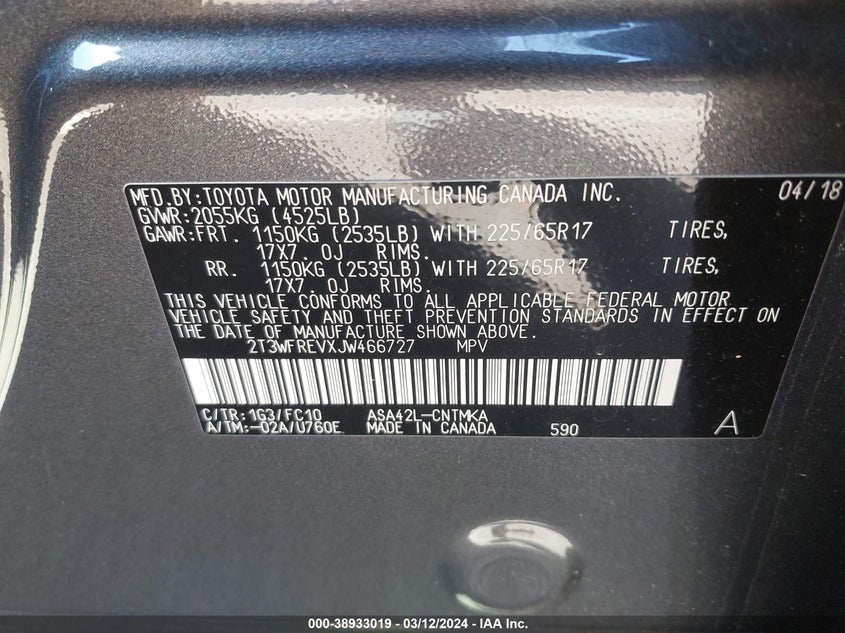 MFD.BY:TOYOTA MOTOR MANUFACTURING CANADA INC. 04/18
GVWR:2055KG (4525LB)
GAWR:FRT. 1150KG (2535LB) WITH 225/65R17 TIRES,
17X7. 0J RIMS.
RR. 1150KG (2535LB) WITH 225/65R17 TIRES,
17X7. 0J RIMS.
THIS VEHICLE CONFORMS TO ALL APPLICABLE FEDERAL MOTOR
VEHICLE SAFETY AND THEFT PREVENTION STANDARDS IN EFFECT ON
THE DATE OF MANUFACTURE SHOWN ABOVE.
2T3WFREVXJW466727 MPV
C/TR:1G3/FC10 ASA42L-CNTMKA
A/TM:-02A/U760E MADE IN CANADA 590 A
000-38933019 - 03/12/2024 - IAA Inc.